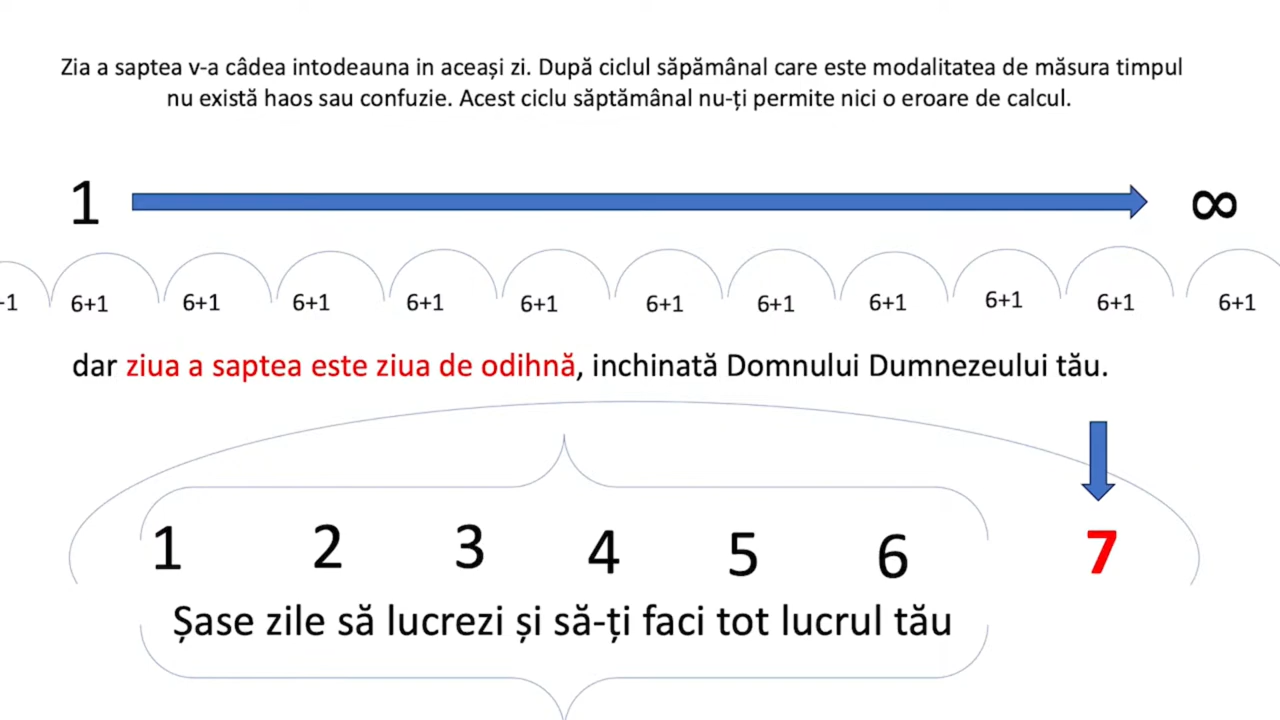 Zia a saptea v-a câdea intodeauna in aceași zi. După ciclul săpămânal care este modalitatea de măsura timpul
nu există haos sau confuzie. Acest ciclu săptămânal nu-ți permite nici o eroare de calcul.
1 ∞
-1 6+1 6+1 6+1 6+1 6+1 6+1 6+1 6+1 6+1 6+1 6+1
dar ziua a saptea este ziua de odihnă, inchinată Domnului Dumnezeului tău.
1 2 3 4 5 6 7
Șase zile să lucrezi și să-ți faci tot lucrul tău